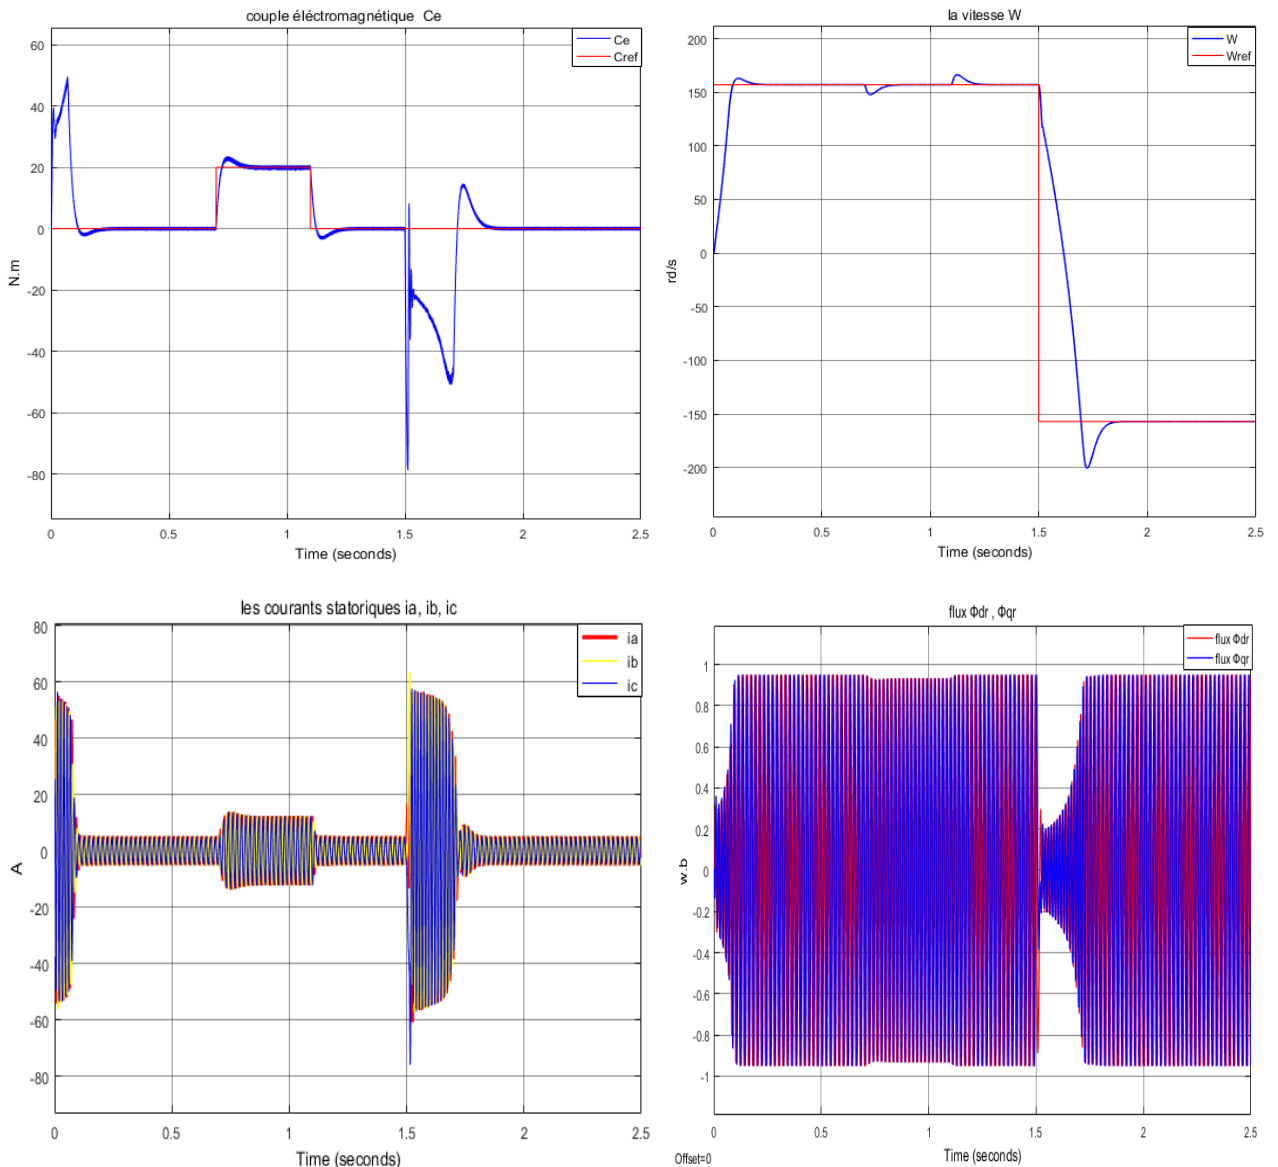 couple éléctromagnétique Ce
Ce
Cref
60
40
20
0
-20
-40
-60
-80
N.m
0 0.5 1 1.5 2 2.5
Time (seconds)
la vitesse W
W
Wref
200
150
100
50
0
-50
-100
-150
-200
rd/s
0 0.5 1 1.5 2 2.5
Time (seconds)
les courants statoriques ia, ib, ic
ia
ib
ic
80
60
40
20
0
-20
-40
-60
-80
A
0 0.5 1 1.5 2 2.5
Time (seconds)
flux Φdr , Φqr
flux Φdr
flux Φqr
1
0.8
0.6
0.4
0.2
0
-0.2
-0.4
-0.6
-0.8
-1
w.b
0 0.5 1 1.5 2 2.5
Offset=0
Time (seconds)